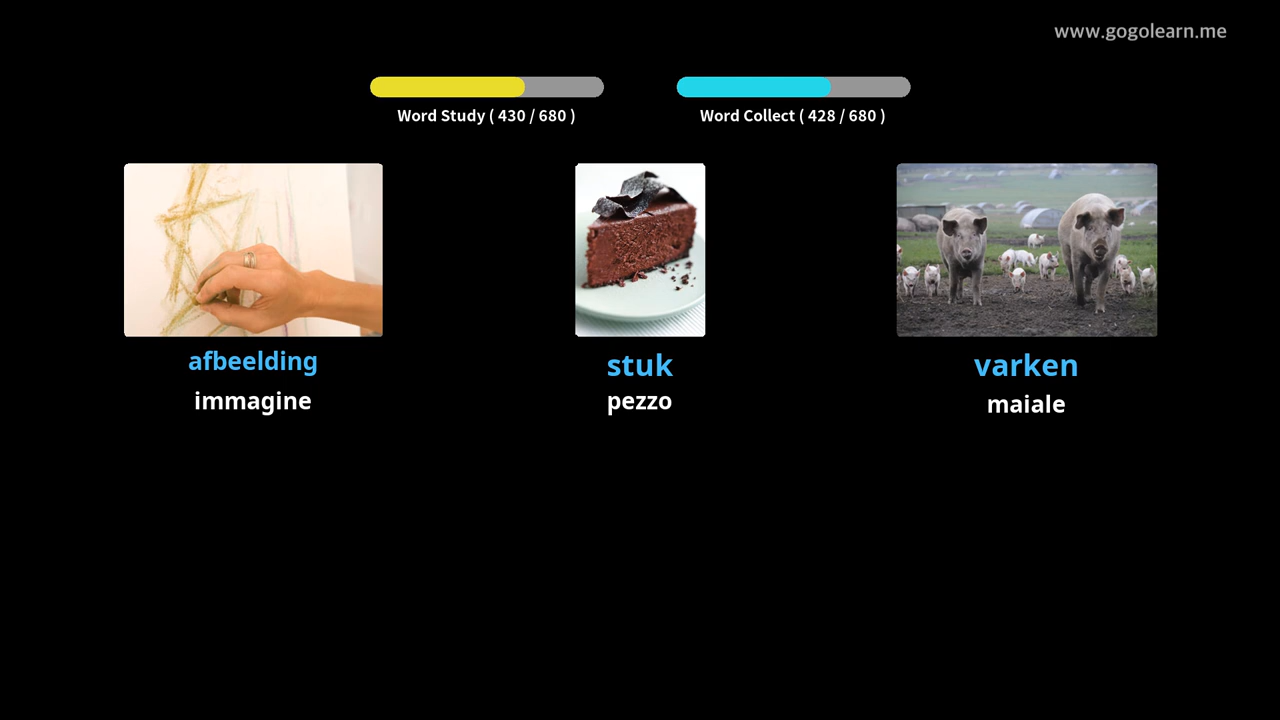 www.gogolearn.me
Word Study ( 430 / 680 )
Word Collect ( 428 / 680 )
afbeelding
immagine
stuk
pezzo
varken
maiale